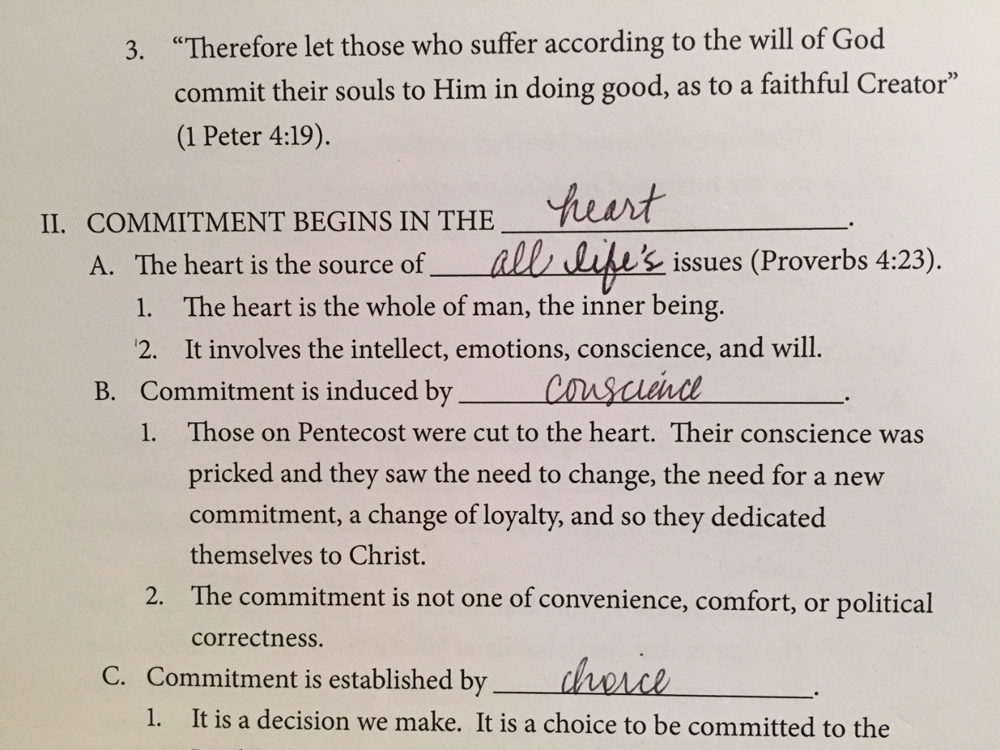 3. “Therefore let those who suffer according to the will of God
commit their souls to Him in doing good, as to a faithful Creator”
(1 Peter 4:19).
II. COMMITMENT BEGINS IN THE heart.
A. The heart is the source of all life's issues (Proverbs 4:23).
1. The heart is the whole of man, the inner being.
2. It involves the intellect, emotions, conscience, and will.
B. Commitment is induced by conscience.
1. Those on Pentecost were cut to the heart. Their conscience was
pricked and they saw the need to change, the need for a new
commitment, a change of loyalty, and so they dedicated
themselves to Christ.
2. The commitment is not one of convenience, comfort, or political
correctness.
C. Commitment is established by choice.
1. It is a decision we make. It is a choice to be committed to the